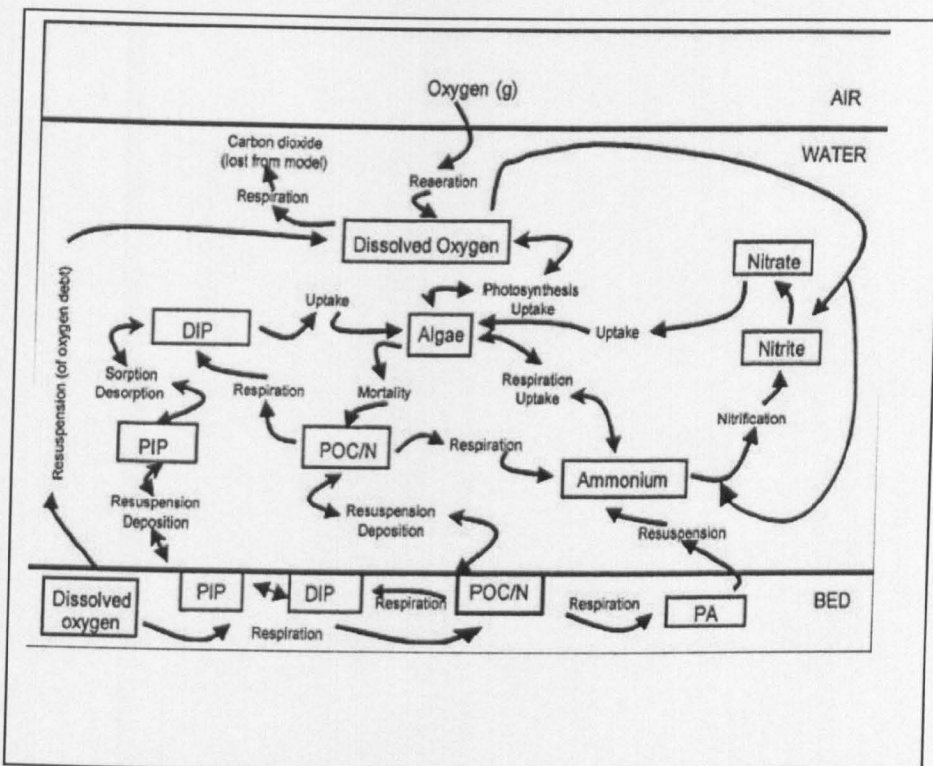 Oxygen (g)
AIR
Carbon dioxide
(lost from model)
WATER
Reaeration
Respiration
Dissolved Oxygen
Nitrate
Photosynthesis
Uptake
Uptake
DIP
Algae
Uptake
Nitrite
Resuspension (of oxygen debt)
Sorption
Desorption
Respiration
Mortality
Respiration
Uptake
Nitrification
PIP
POC/N
Respiration
Ammonium
Resuspension
Deposition
Resuspension
Deposition
Resuspension
Dissolved
oxygen
PIP
DIP
Respiration
POC/N
Respiration
PA
BED
Respiration